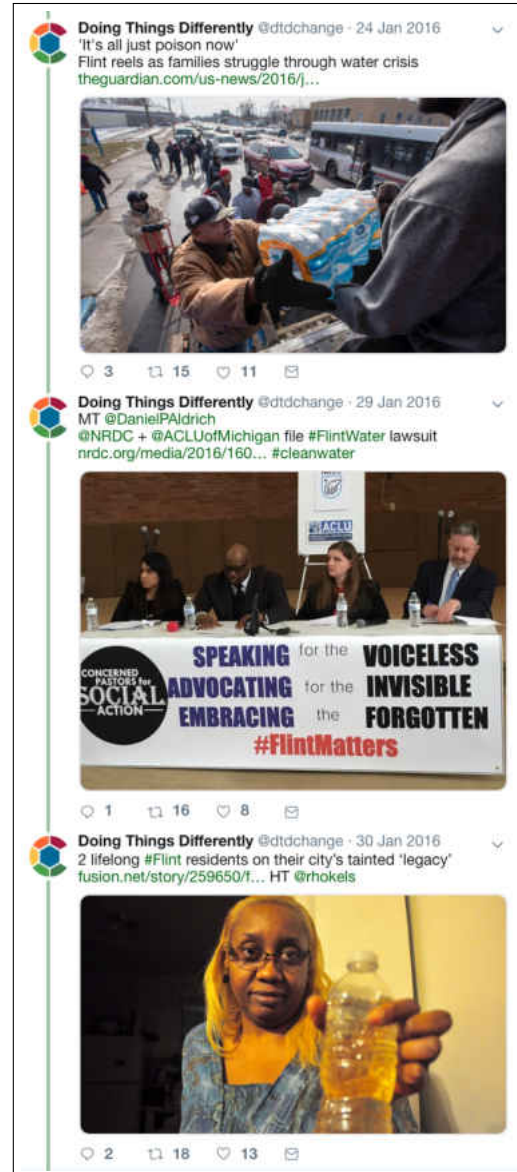 Doing Things Differently @dtdchange · 24 Jan 2016
'It's all just poison now'
Flint reels as families struggle through water crisis
theguardian.com/us-news/2016/j…
3 15 11
Doing Things Differently @dtdchange · 29 Jan 2016
MT @DanielPAldrich
@NRDC + @ACLUofMichigan file #FlintWater lawsuit
nrdc.org/media/2016/160… #cleanwater
ACLU
CONCERNED
PASTORS for
SOCIAL
ACTION
SPEAKING for the VOICELESS
ADVOCATING for the INVISIBLE
EMBRACING the FORGOTTEN
#FlintMatters
1 16 8
Doing Things Differently @dtdchange · 30 Jan 2016
2 lifelong #Flint residents on their city's tainted 'legacy'
fusion.net/story/259650/f… HT @rhokels
2 18 13